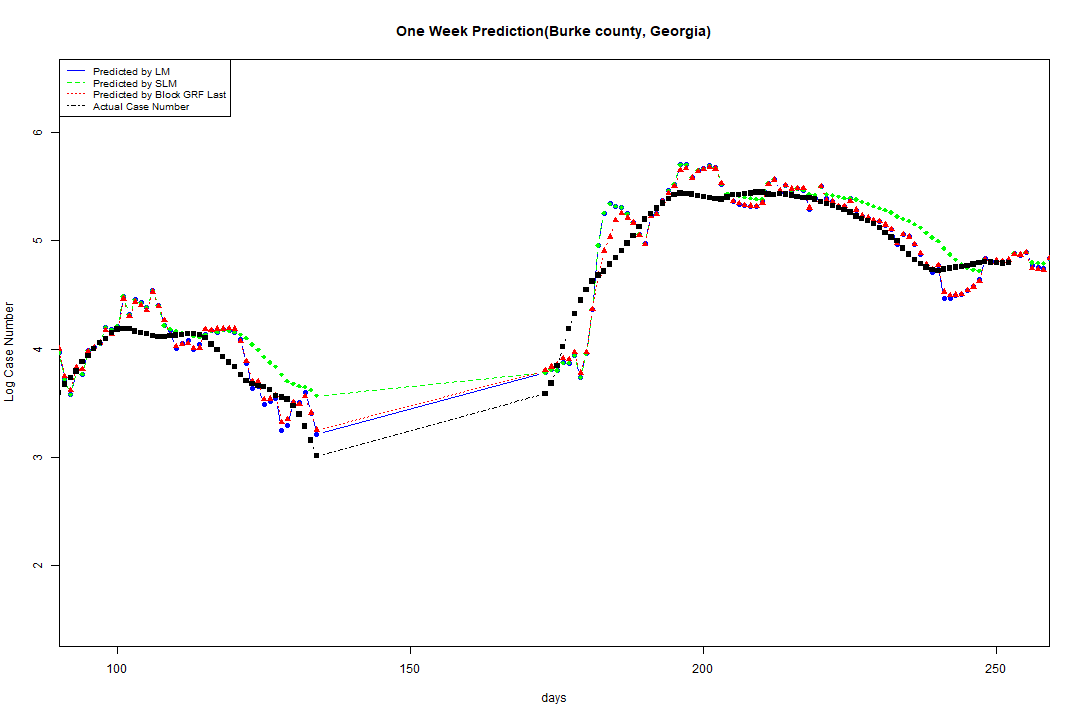 One Week Prediction(Burke county, Georgia)
Predicted by LM
Predicted by SLM
Predicted by Block GRF Last
Actual Case Number
Log Case Number
6
5
4
3
2
100 150 200 250
days